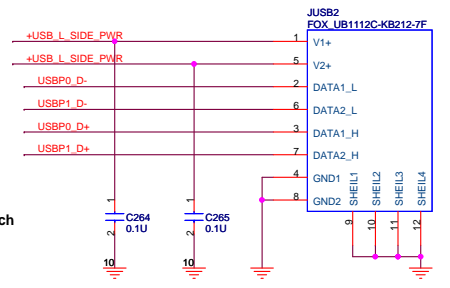 JUSB2
FOX_UB1112C-KB212-7F
+USB_L_SIDE_PWR 1 V1+
+USB_L_SIDE_PWR 5 V2+
USBP0_D- 2 DATA1_L
USBP1_D- 6 DATA2_L
USBP0_D+ 3 DATA1_H
USBP1_D+ 7 DATA2_H
4 GND1
8 GND2
SHEIL1 SHEIL2 SHEIL3 SHEIL4
9 10 11 12
1 1
ch
C264 C265
0.1U 0.1U
2 2
10 10